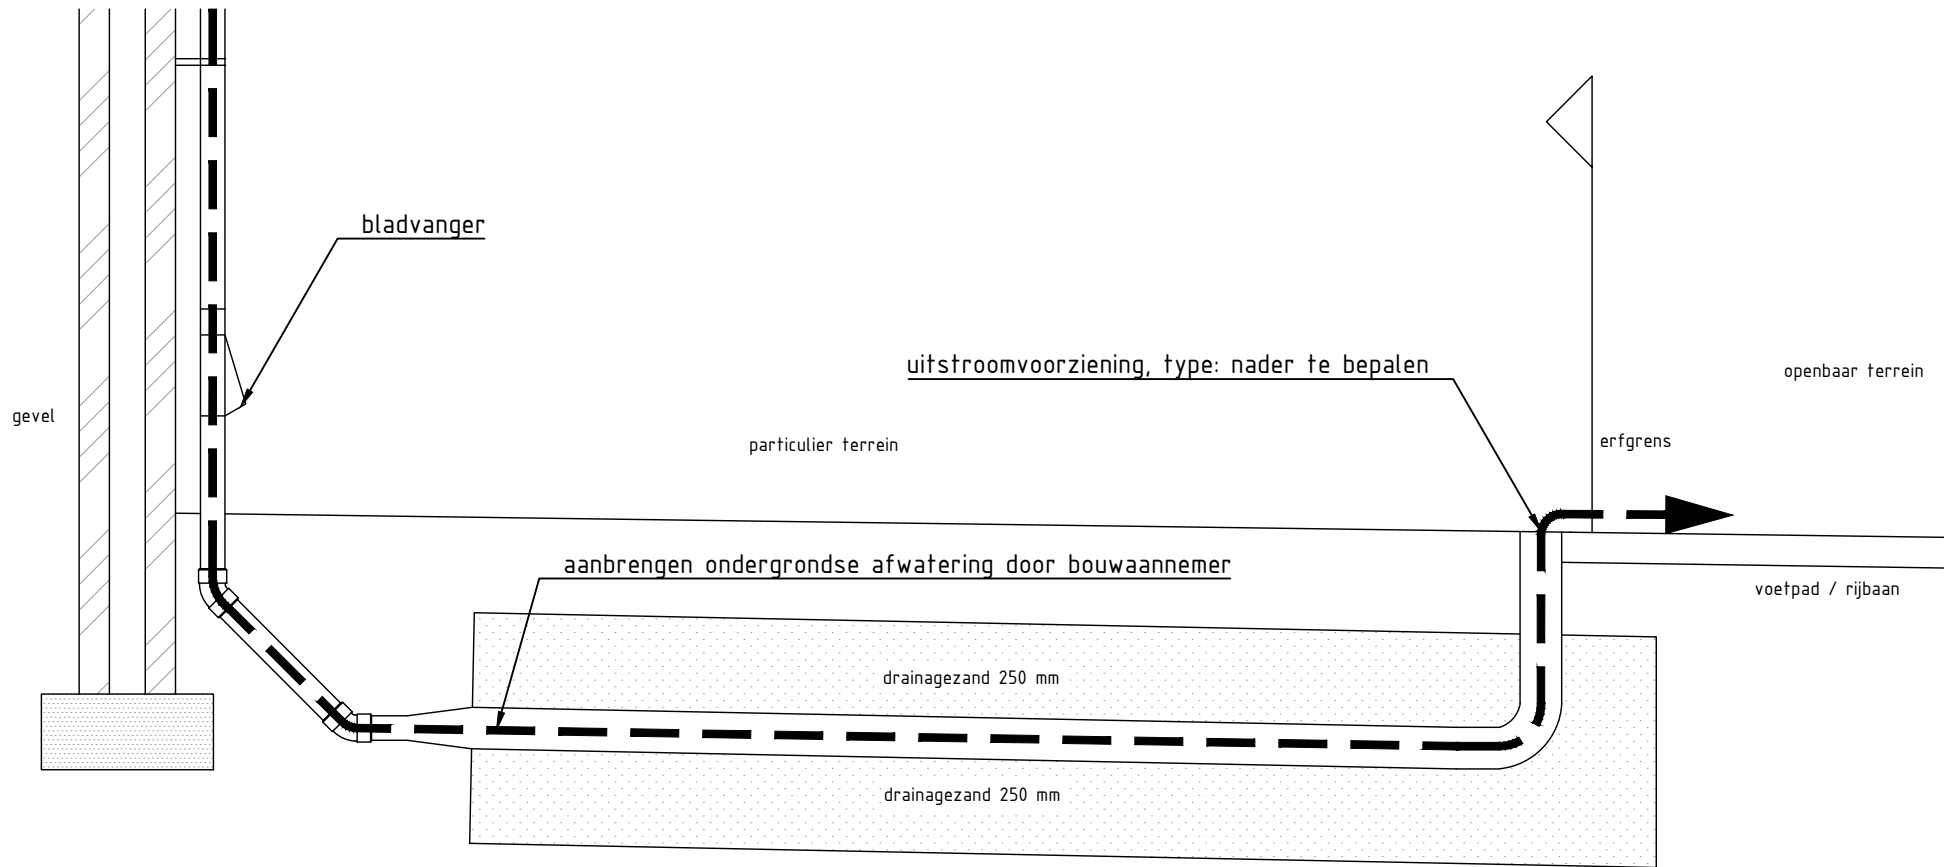 bladvanger
uitstroomvoorziening, type: nader te bepalen
openbaar terrein
gevel
particulier terrein
erfgrens
aanbrengen ondergrondse afwatering door bouwaannemer
voetpad / rijbaan
drainagezand 250 mm
drainagezand 250 mm